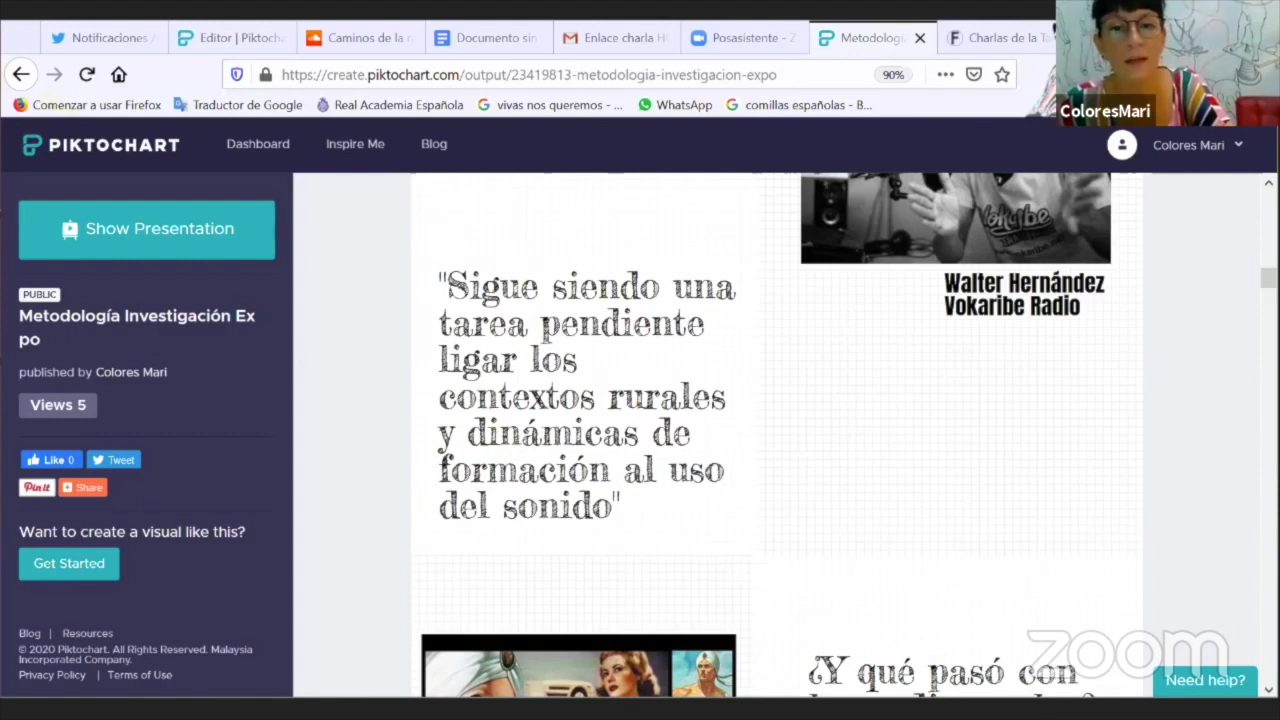 Notificaciones /
Editor | Piktocha
Caminos de la r
Documento sin
Enlace charla H
Posasistente - Z
Metodolog
Charlas de la Ta
https://create.piktochart.com/output/23419813-metodologia-investigacion-expo
90%
Comenzar a usar Firefox
Traductor de Google
Real Academia Española
vivas nos queremos - ...
WhatsApp
comillas españolas - B...
ColoresMari
PIKTOCHART
Dashboard
Inspire Me
Blog
Colores Mari
Show Presentation
PUBLIC
Metodología Investigación Ex
po
published by Colores Mari
Views 5
Like 0
Tweet
Pin it
Share
Want to create a visual like this?
Get Started
Blog | Resources
© 2020 Piktochart. All Rights Reserved. Malaysia
Incorporated Company.
Privacy Policy | Terms of Use
Vokaribe
Walter Hernández
Vokaribe Radio
"Sigue siendo una
tarea pendiente
ligar los
contextos rurales
y dinámicas de
formación al uso
del sonido"
¿Y qué pasó con
zoom
Need help?